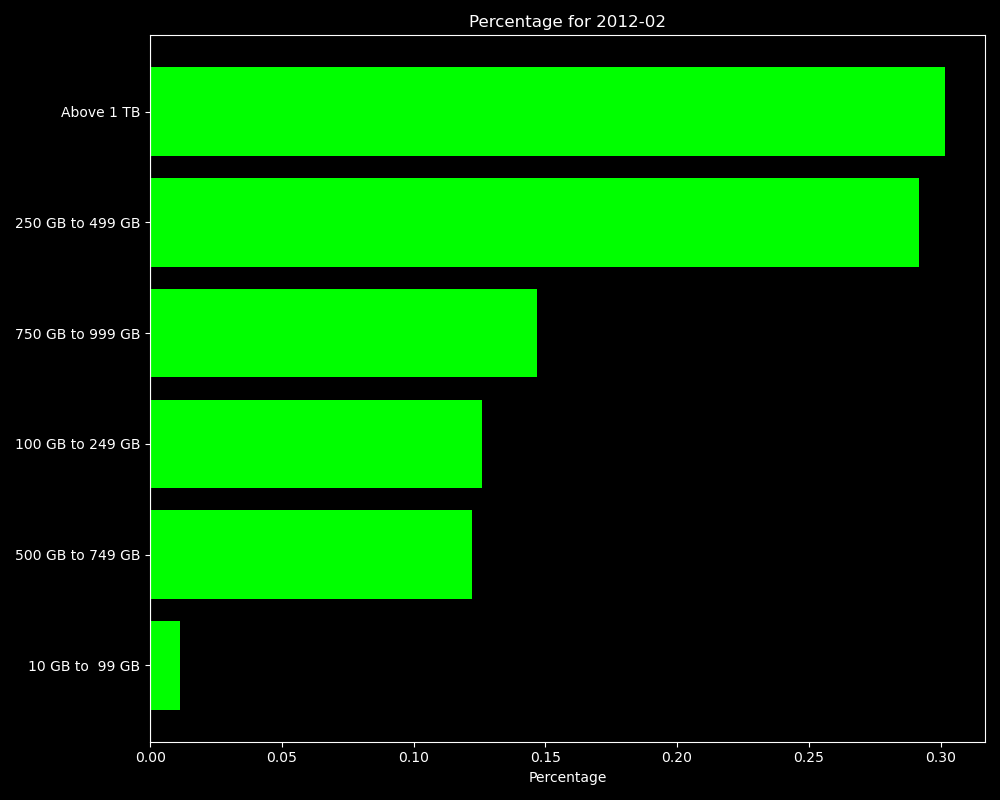 Percentage for 2012-02
Above 1 TB
250 GB to 499 GB
750 GB to 999 GB
100 GB to 249 GB
500 GB to 749 GB
10 GB to  99 GB
0.00 0.05 0.10 0.15 0.20 0.25 0.30
Percentage